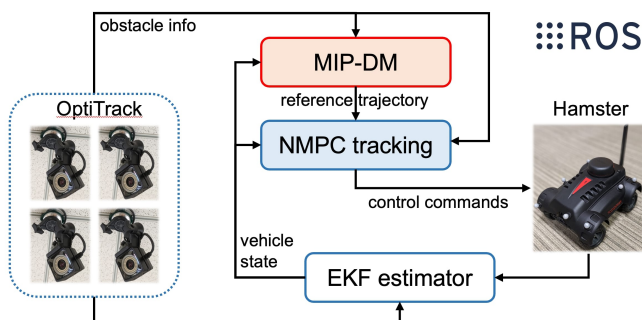 obstacle info
ROS
MIP-DM
OptiTrack
reference trajectory
Hamster
NMPC tracking
control commands
vehicle
state
EKF estimator